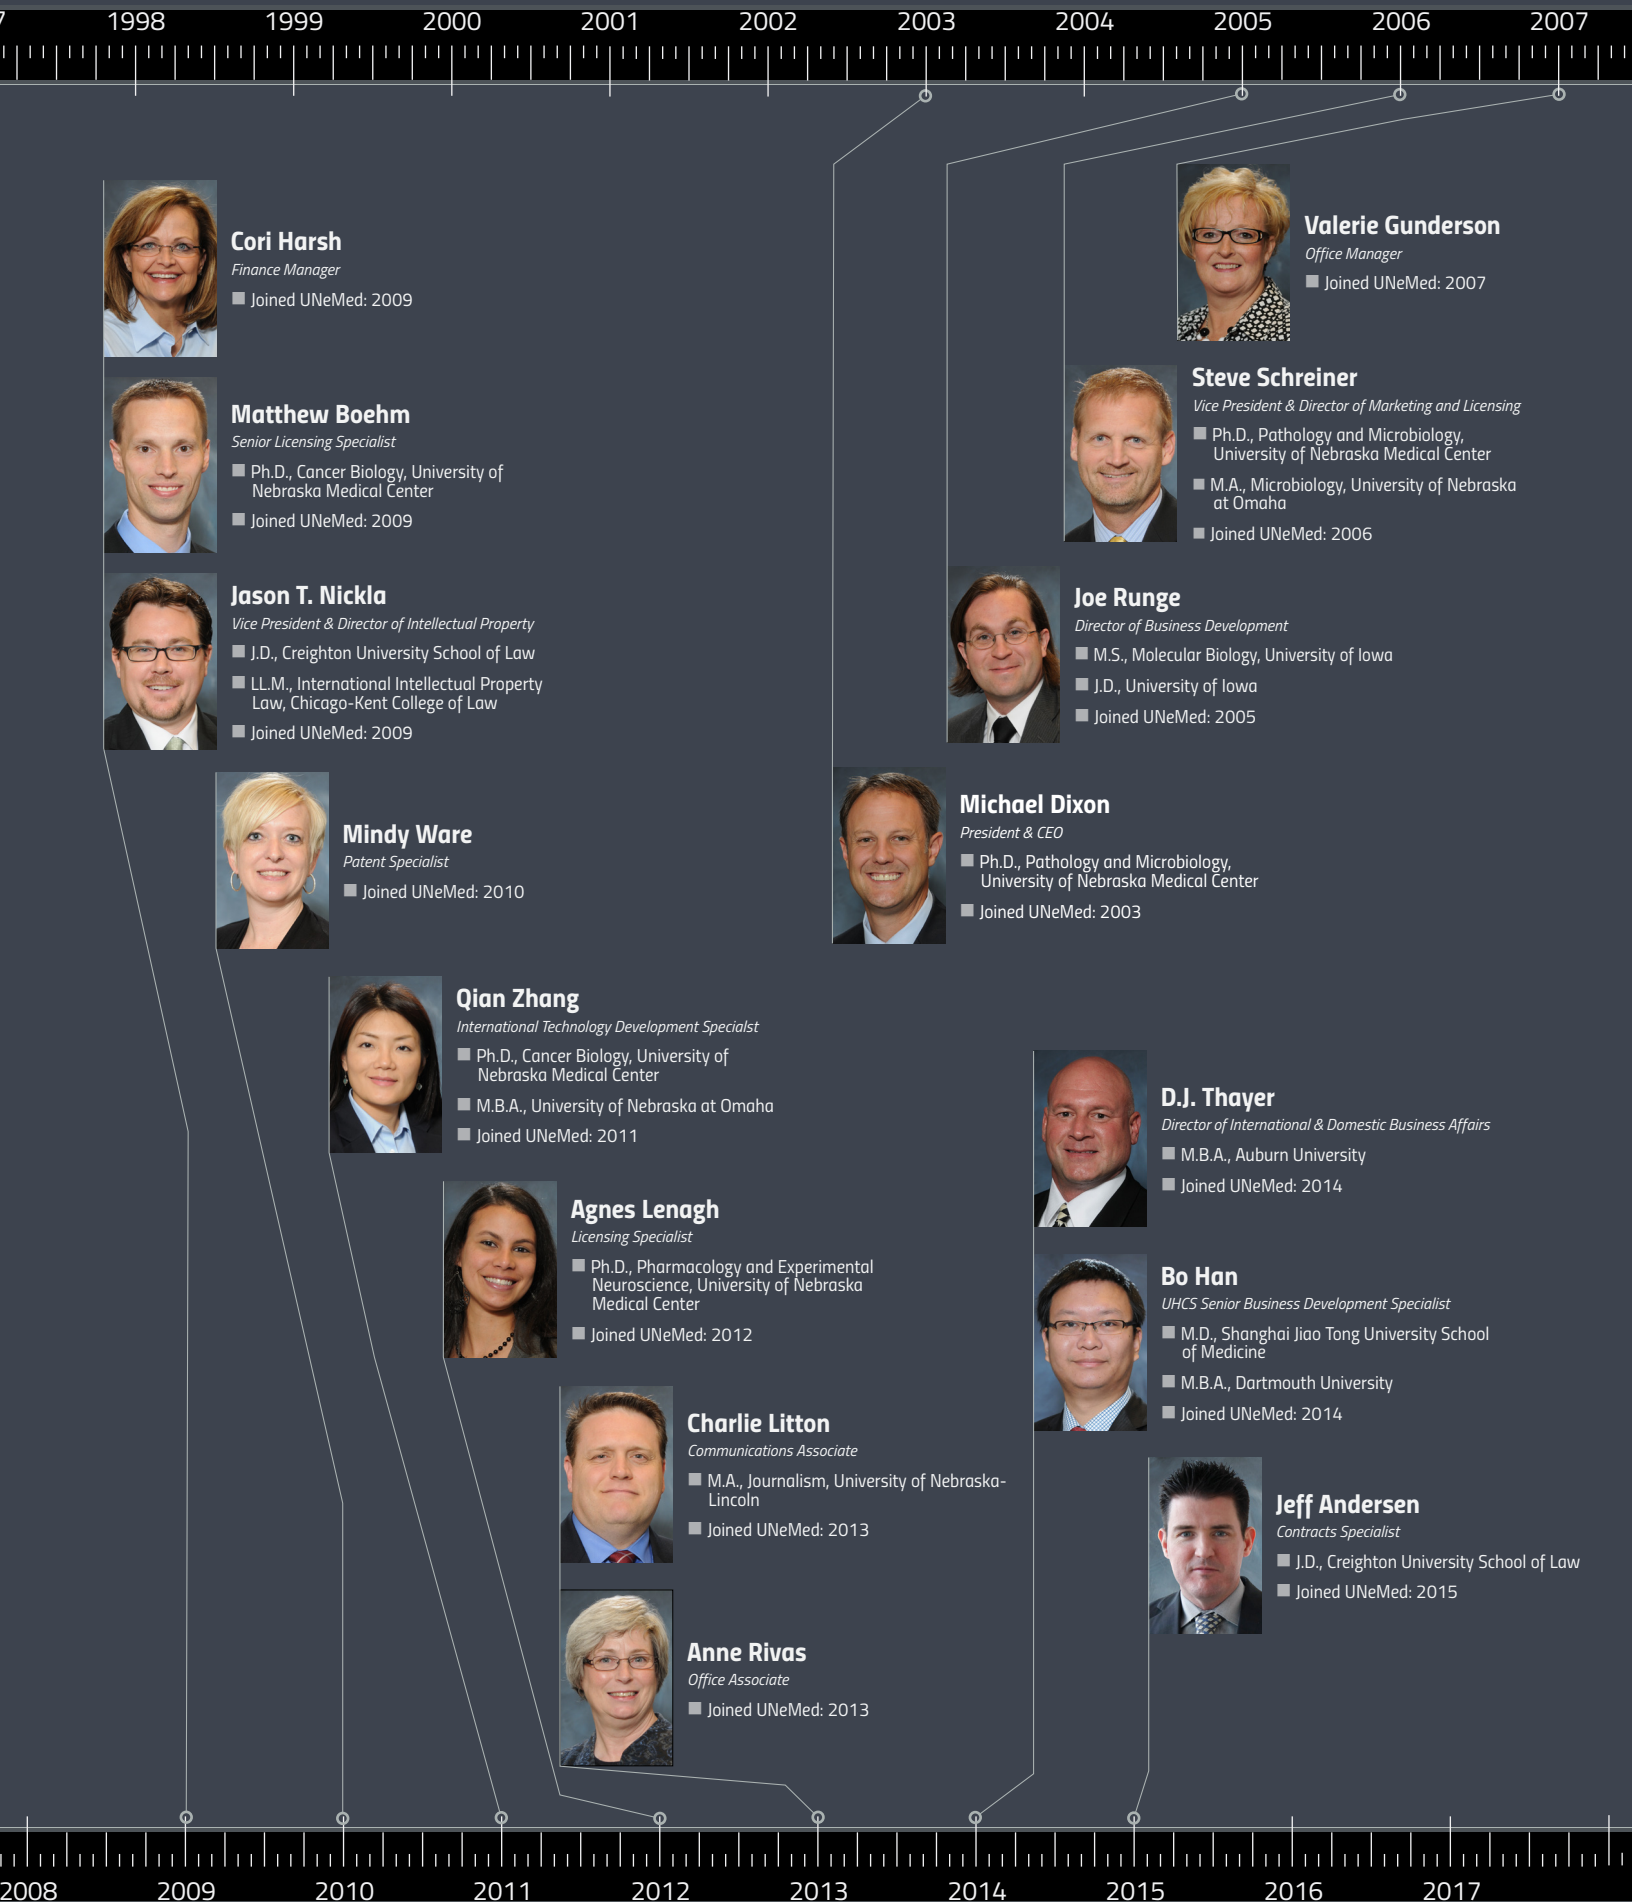 1998 1999 2000 2001 2002 2003 2004 2005 2006 2007
Cori Harsh
Finance Manager
Joined UNeMed: 2009
Matthew Boehm
Senior Licensing Specialist
Ph.D., Cancer Biology, University of
Nebraska Medical Center
Joined UNeMed: 2009
Jason T. Nickla
Vice President & Director of Intellectual Property
J.D., Creighton University School of Law
LL.M., International Intellectual Property
Law, Chicago-Kent College of Law
Joined UNeMed: 2009
Mindy Ware
Patent Specialist
Joined UNeMed: 2010
Qian Zhang
International Technology Development Specialst
Ph.D., Cancer Biology, University of
Nebraska Medical Center
M.B.A., University of Nebraska at Omaha
Joined UNeMed: 2011
Agnes Lenagh
Licensing Specialist
Ph.D., Pharmacology and Experimental
Neuroscience, University of Nebraska
Medical Center
Joined UNeMed: 2012
Charlie Litton
Communications Associate
M.A., Journalism, University of Nebraska-
Lincoln
Joined UNeMed: 2013
Anne Rivas
Office Associate
Joined UNeMed: 2013
Valerie Gunderson
Office Manager
Joined UNeMed: 2007
Steve Schreiner
Vice President & Director of Marketing and Licensing
Ph.D., Pathology and Microbiology,
University of Nebraska Medical Center
M.A., Microbiology, University of Nebraska
at Omaha
Joined UNeMed: 2006
Joe Runge
Director of Business Development
M.S., Molecular Biology, University of Iowa
J.D., University of Iowa
Joined UNeMed: 2005
Michael Dixon
President & CEO
Ph.D., Pathology and Microbiology,
University of Nebraska Medical Center
Joined UNeMed: 2003
D.J. Thayer
Director of International & Domestic Business Affairs
M.B.A., Auburn University
Joined UNeMed: 2014
Bo Han
UHCS Senior Business Development Specialist
M.D., Shanghai Jiao Tong University School
of Medicine
M.B.A., Dartmouth University
Joined UNeMed: 2014
Jeff Andersen
Contracts Specialist
J.D., Creighton University School of Law
Joined UNeMed: 2015
2008 2009 2010 2011 2012 2013 2014 2015 2016 2017